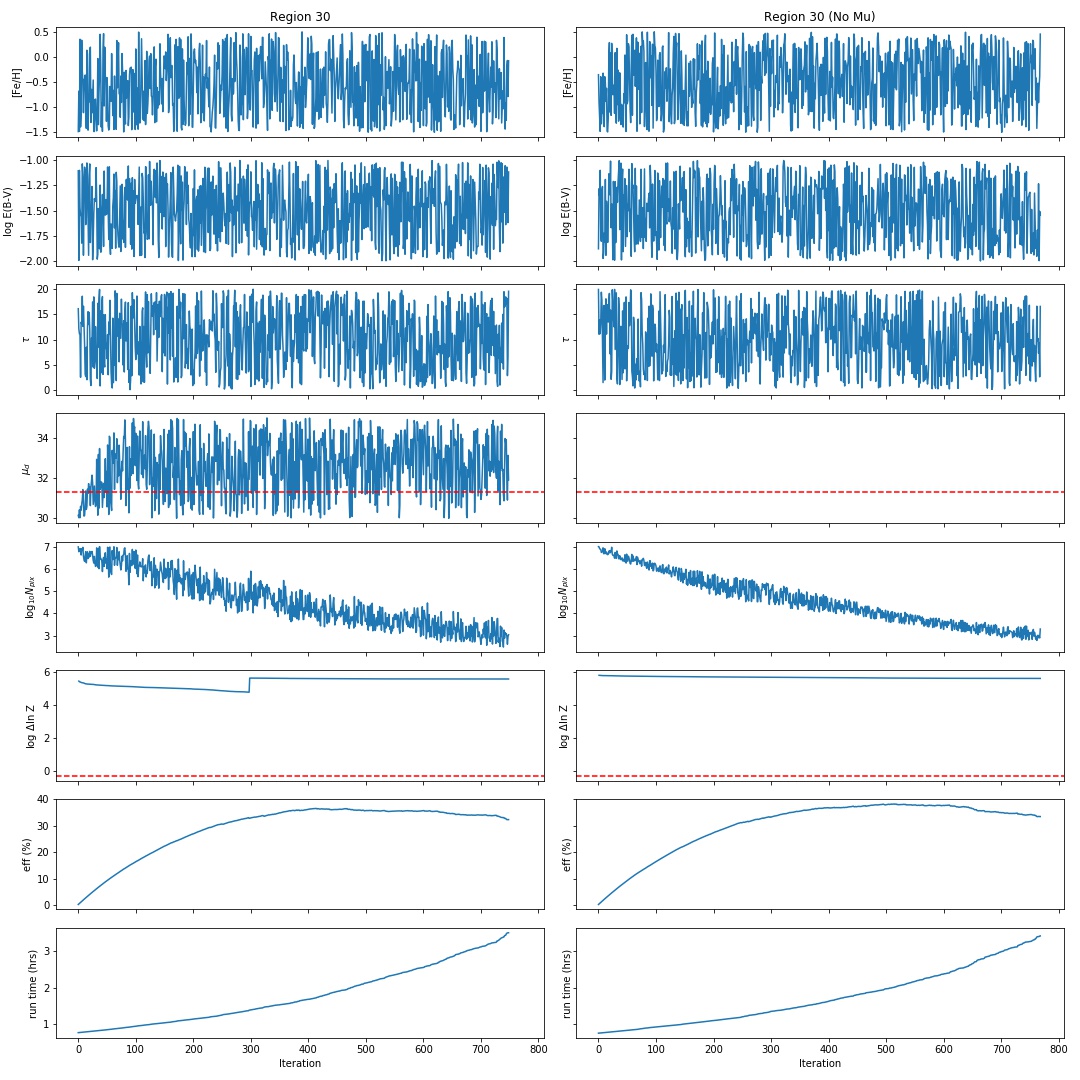 Region 30
Region 30 (No Mu)
0.5
0.0
−0.5
−1.0
−1.5
[Fe/H]
[Fe/H]
−1.00
−1.25
−1.50
−1.75
−2.00
log E(B-V)
log E(B-V)
20
15
10
5
0
τ
τ
34
32
30
μd
7
6
5
4
3
log10Npix
log10Npix
6
4
2
0
log Δln Z
log Δln Z
40
30
20
10
0
eff (%)
eff (%)
3
2
1
run time (hrs)
run time (hrs)
0 100 200 300 400 500 600 700 800
0 100 200 300 400 500 600 700 800
Iteration
Iteration